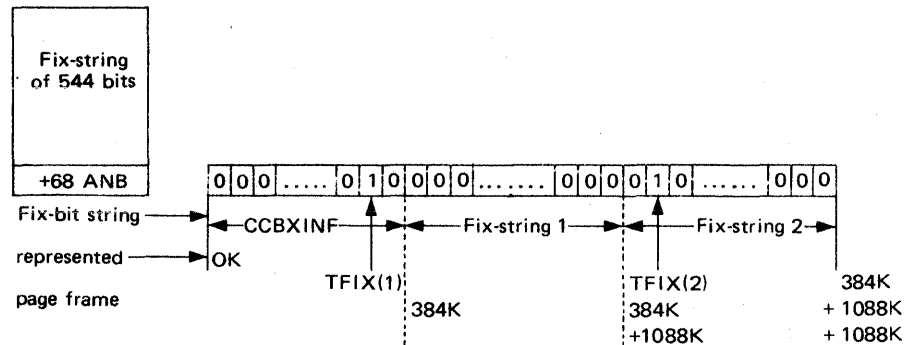 Fix-string
of 544 bits
+68 ANB
0 0 0 ..... 0 1 0 0 0 0 ....... 0 0 0 0 1 0 ...... 0 0 0
Fix-bit string
CCBXINF
Fix-string 1
Fix-string 2
represented
OK
page frame
TFIX(1)
384K
TFIX(2)
384K
+1088K
384K
+ 1088K
+ 1088K